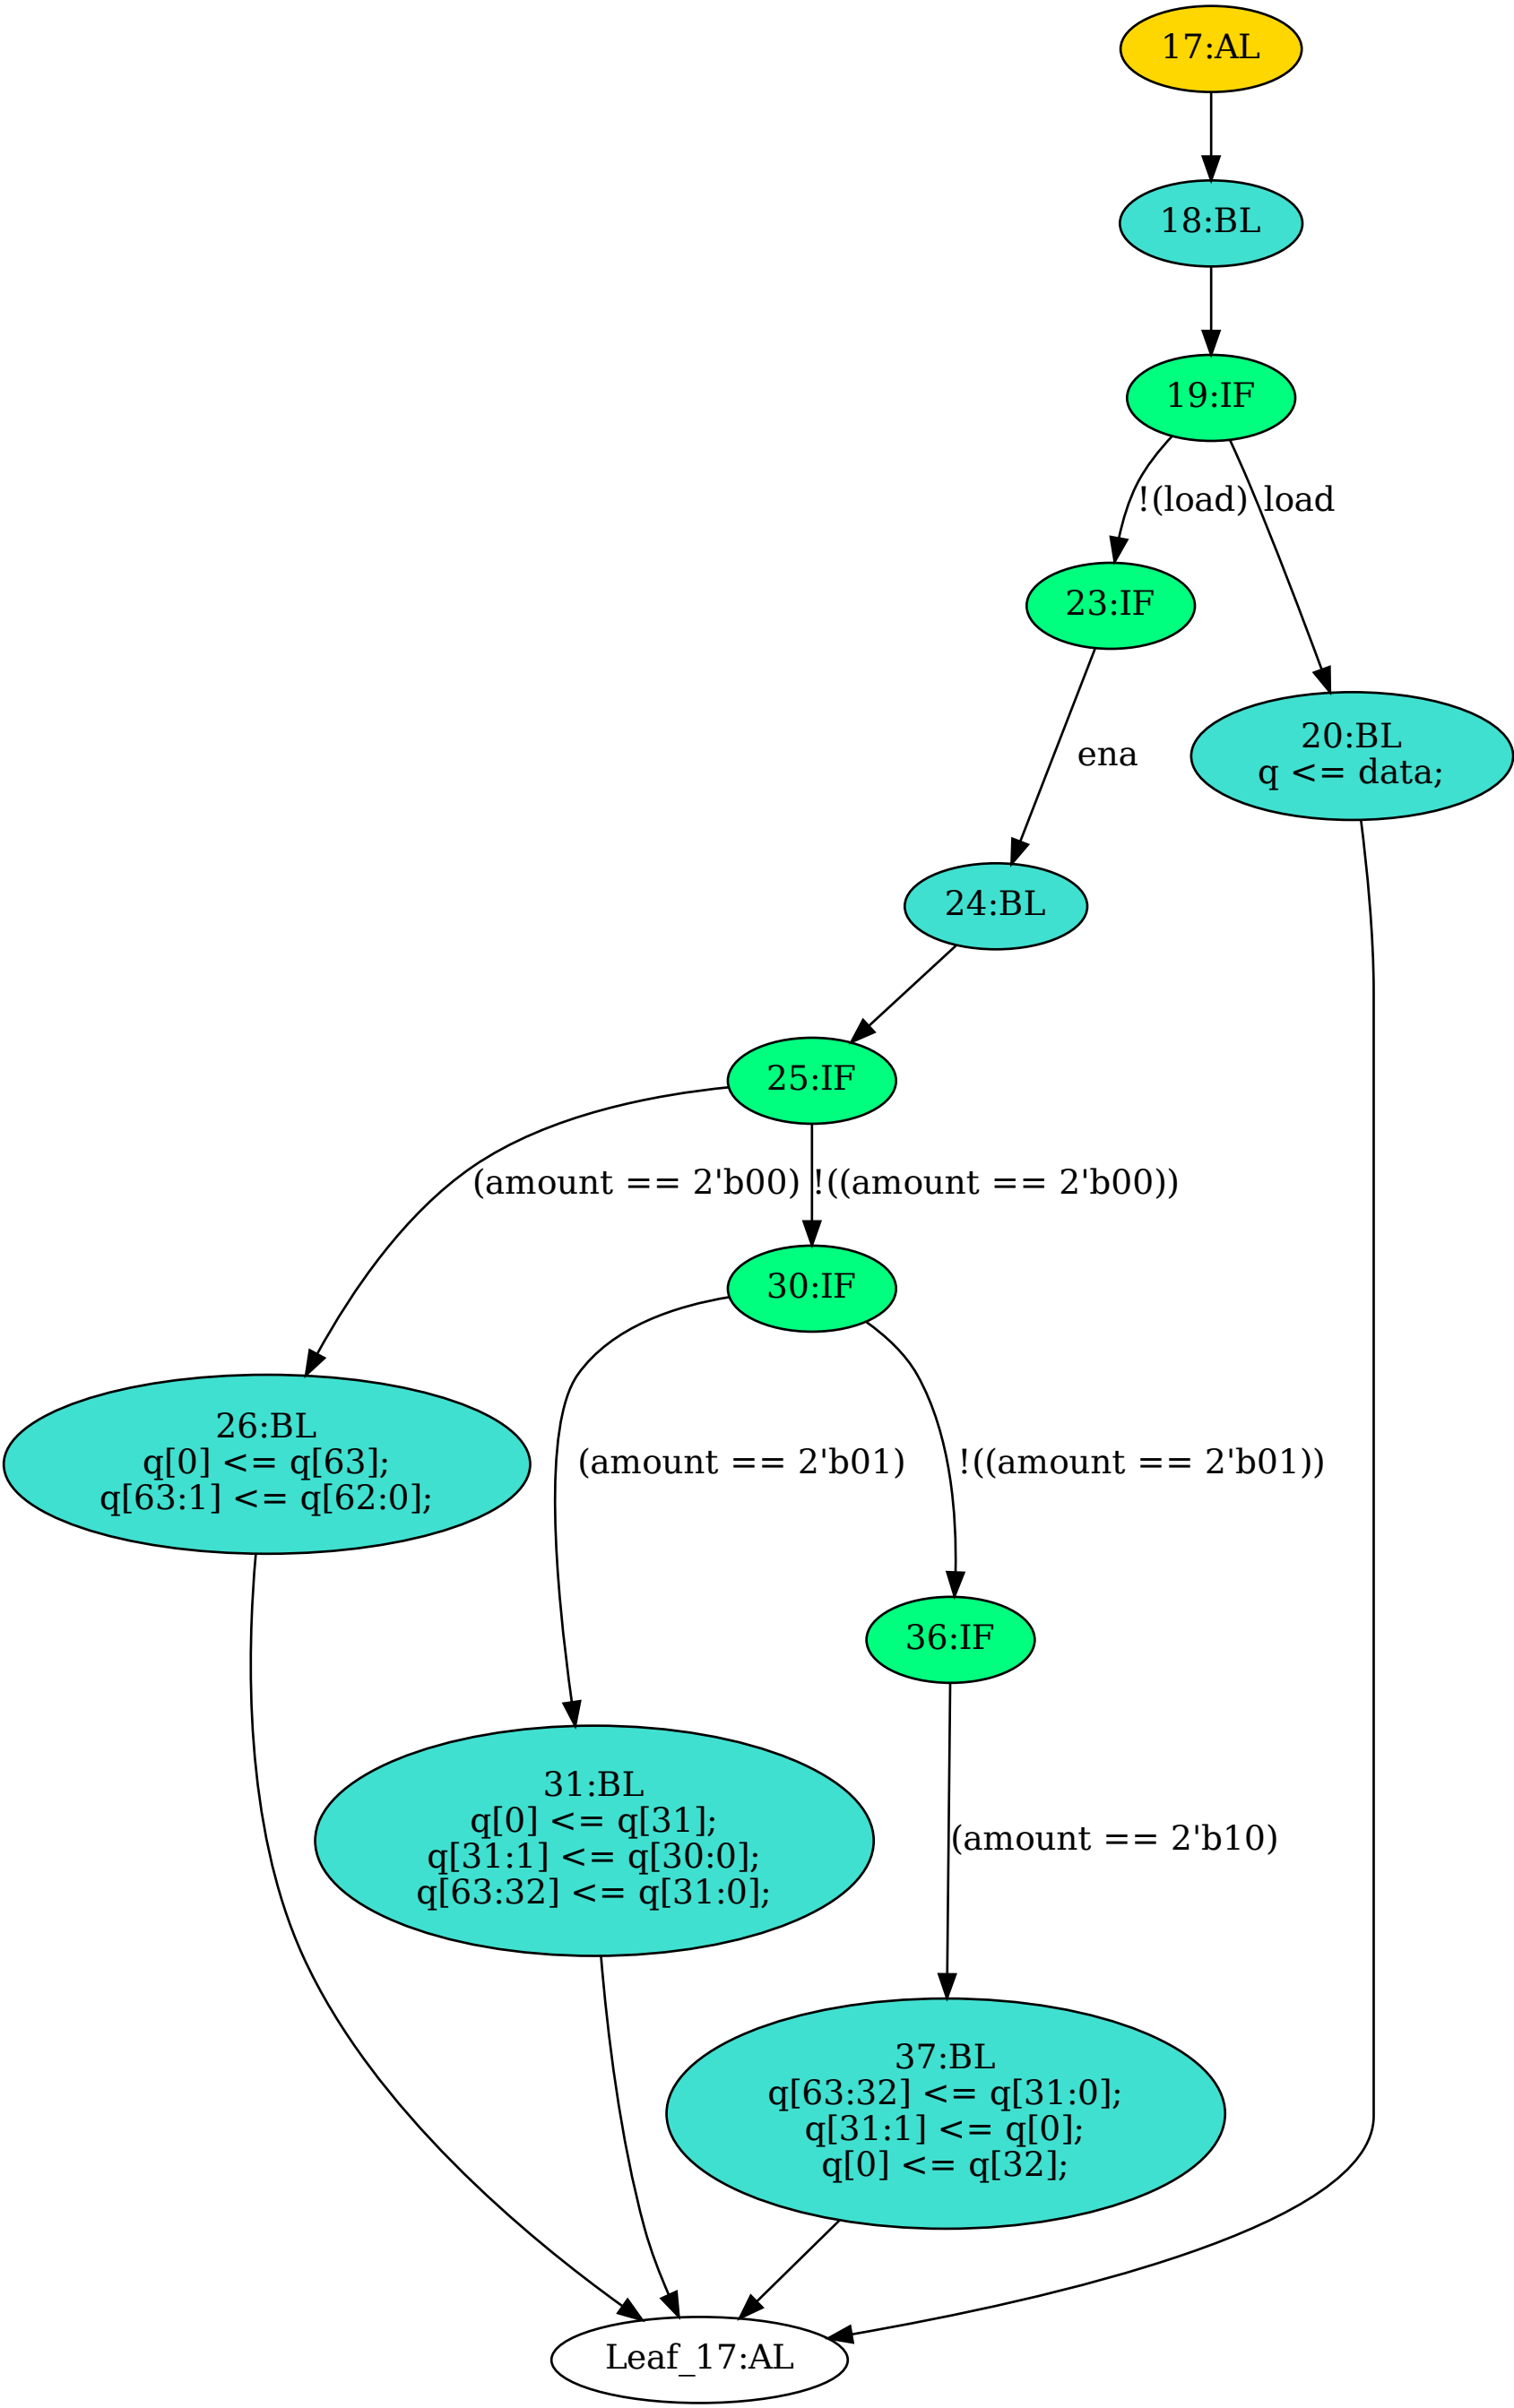 17:AL
18:BL
19:IF
!(load)
load
23:IF
20:BL
q <= data;
ena
24:BL
25:IF
(amount == 2'b00)
!((amount == 2'b00))
30:IF
26:BL
q[0] <= q[63];
q[63:1] <= q[62:0];
(amount == 2'b01)
!((amount == 2'b01))
36:IF
31:BL
q[0] <= q[31];
q[31:1] <= q[30:0];
q[63:32] <= q[31:0];
(amount == 2'b10)
37:BL
q[63:32] <= q[31:0];
q[31:1] <= q[0];
q[0] <= q[32];
Leaf_17:AL